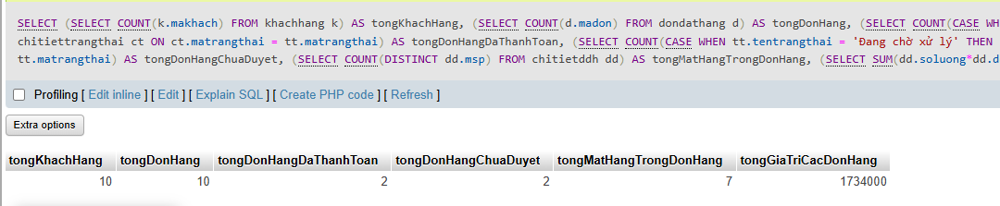 SELECT (SELECT COUNT(k.makhach) FROM khachhang k) AS tongKhachHang, (SELECT COUNT(d.madon) FROM dondathang d) AS tongDonHang, (SELECT COUNT(CASE WH
chitiettrangthai ct ON ct.matrangthai = tt.matrangthai) AS tongDonHangDaThanhToan, (SELECT COUNT(CASE WHEN tt.tentrangthai = 'Đang chờ xử lý' THEN
tt.matrangthai) AS tongDonHangChuaDuyet, (SELECT COUNT(DISTINCT dd.msp) FROM chitietddh dd) AS tongMatHangTrongDonHang, (SELECT SUM(dd.soluong*dd.d
Profiling [ Edit inline ] [ Edit ] [ Explain SQL ] [ Create PHP code ] [ Refresh ]
Extra options
tongKhachHang tongDonHang tongDonHangDaThanhToan tongDonHangChuaDuyet tongMatHangTrongDonHang tongGiaTriCacDonHang
10 10 2 2 7 1734000